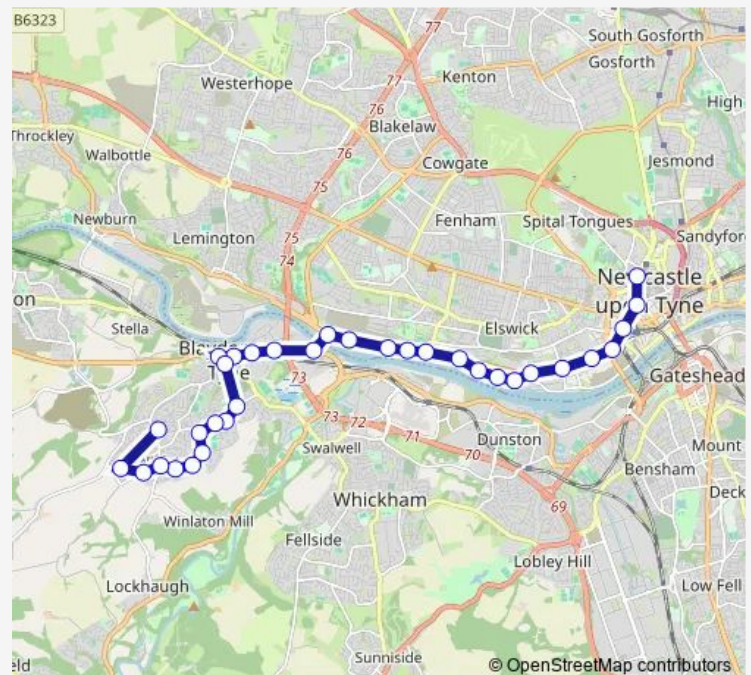 B6323
77
South Gosforth
Gosforth
Westerhope
77
Kenton
High
76
Blakelaw
Throckley
Walbottle
76
Cowgate
Jesmond
75
Newburn
Fenham
Spital Tongues
Sandyford
Lemington
75
74
Newcastle
upon Tyne
on
Stella
Elswick
Blaydon
Tyne
Gateshead
73
73
72
71
Swalwell
70
Dunston
Mount
Bensham
Deck
Whickham
69
Winlaton Mill
Fellside
Lobley Hill
Lockhaugh
Low Fell
eld
Sunniside
© OpenStreetMap contributors